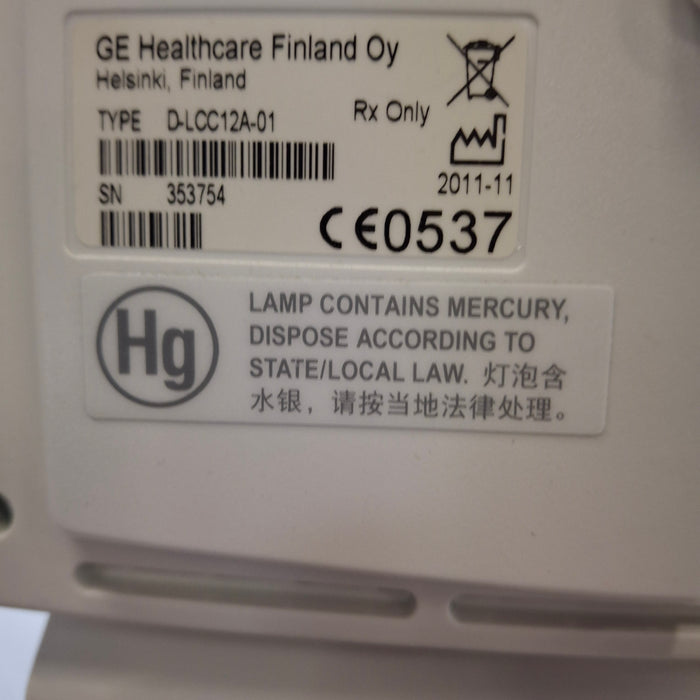 GE Healthcare Finland Oy
Helsinki, Finland
TYPE D-LCC12A-01
Rx Only
SN 353754
2011-11
CE0537
Hg
LAMP CONTAINS MERCURY,
DISPOSE ACCORDING TO
STATE/LOCAL LAW. 灯泡含
水银，请按当地法律处理。